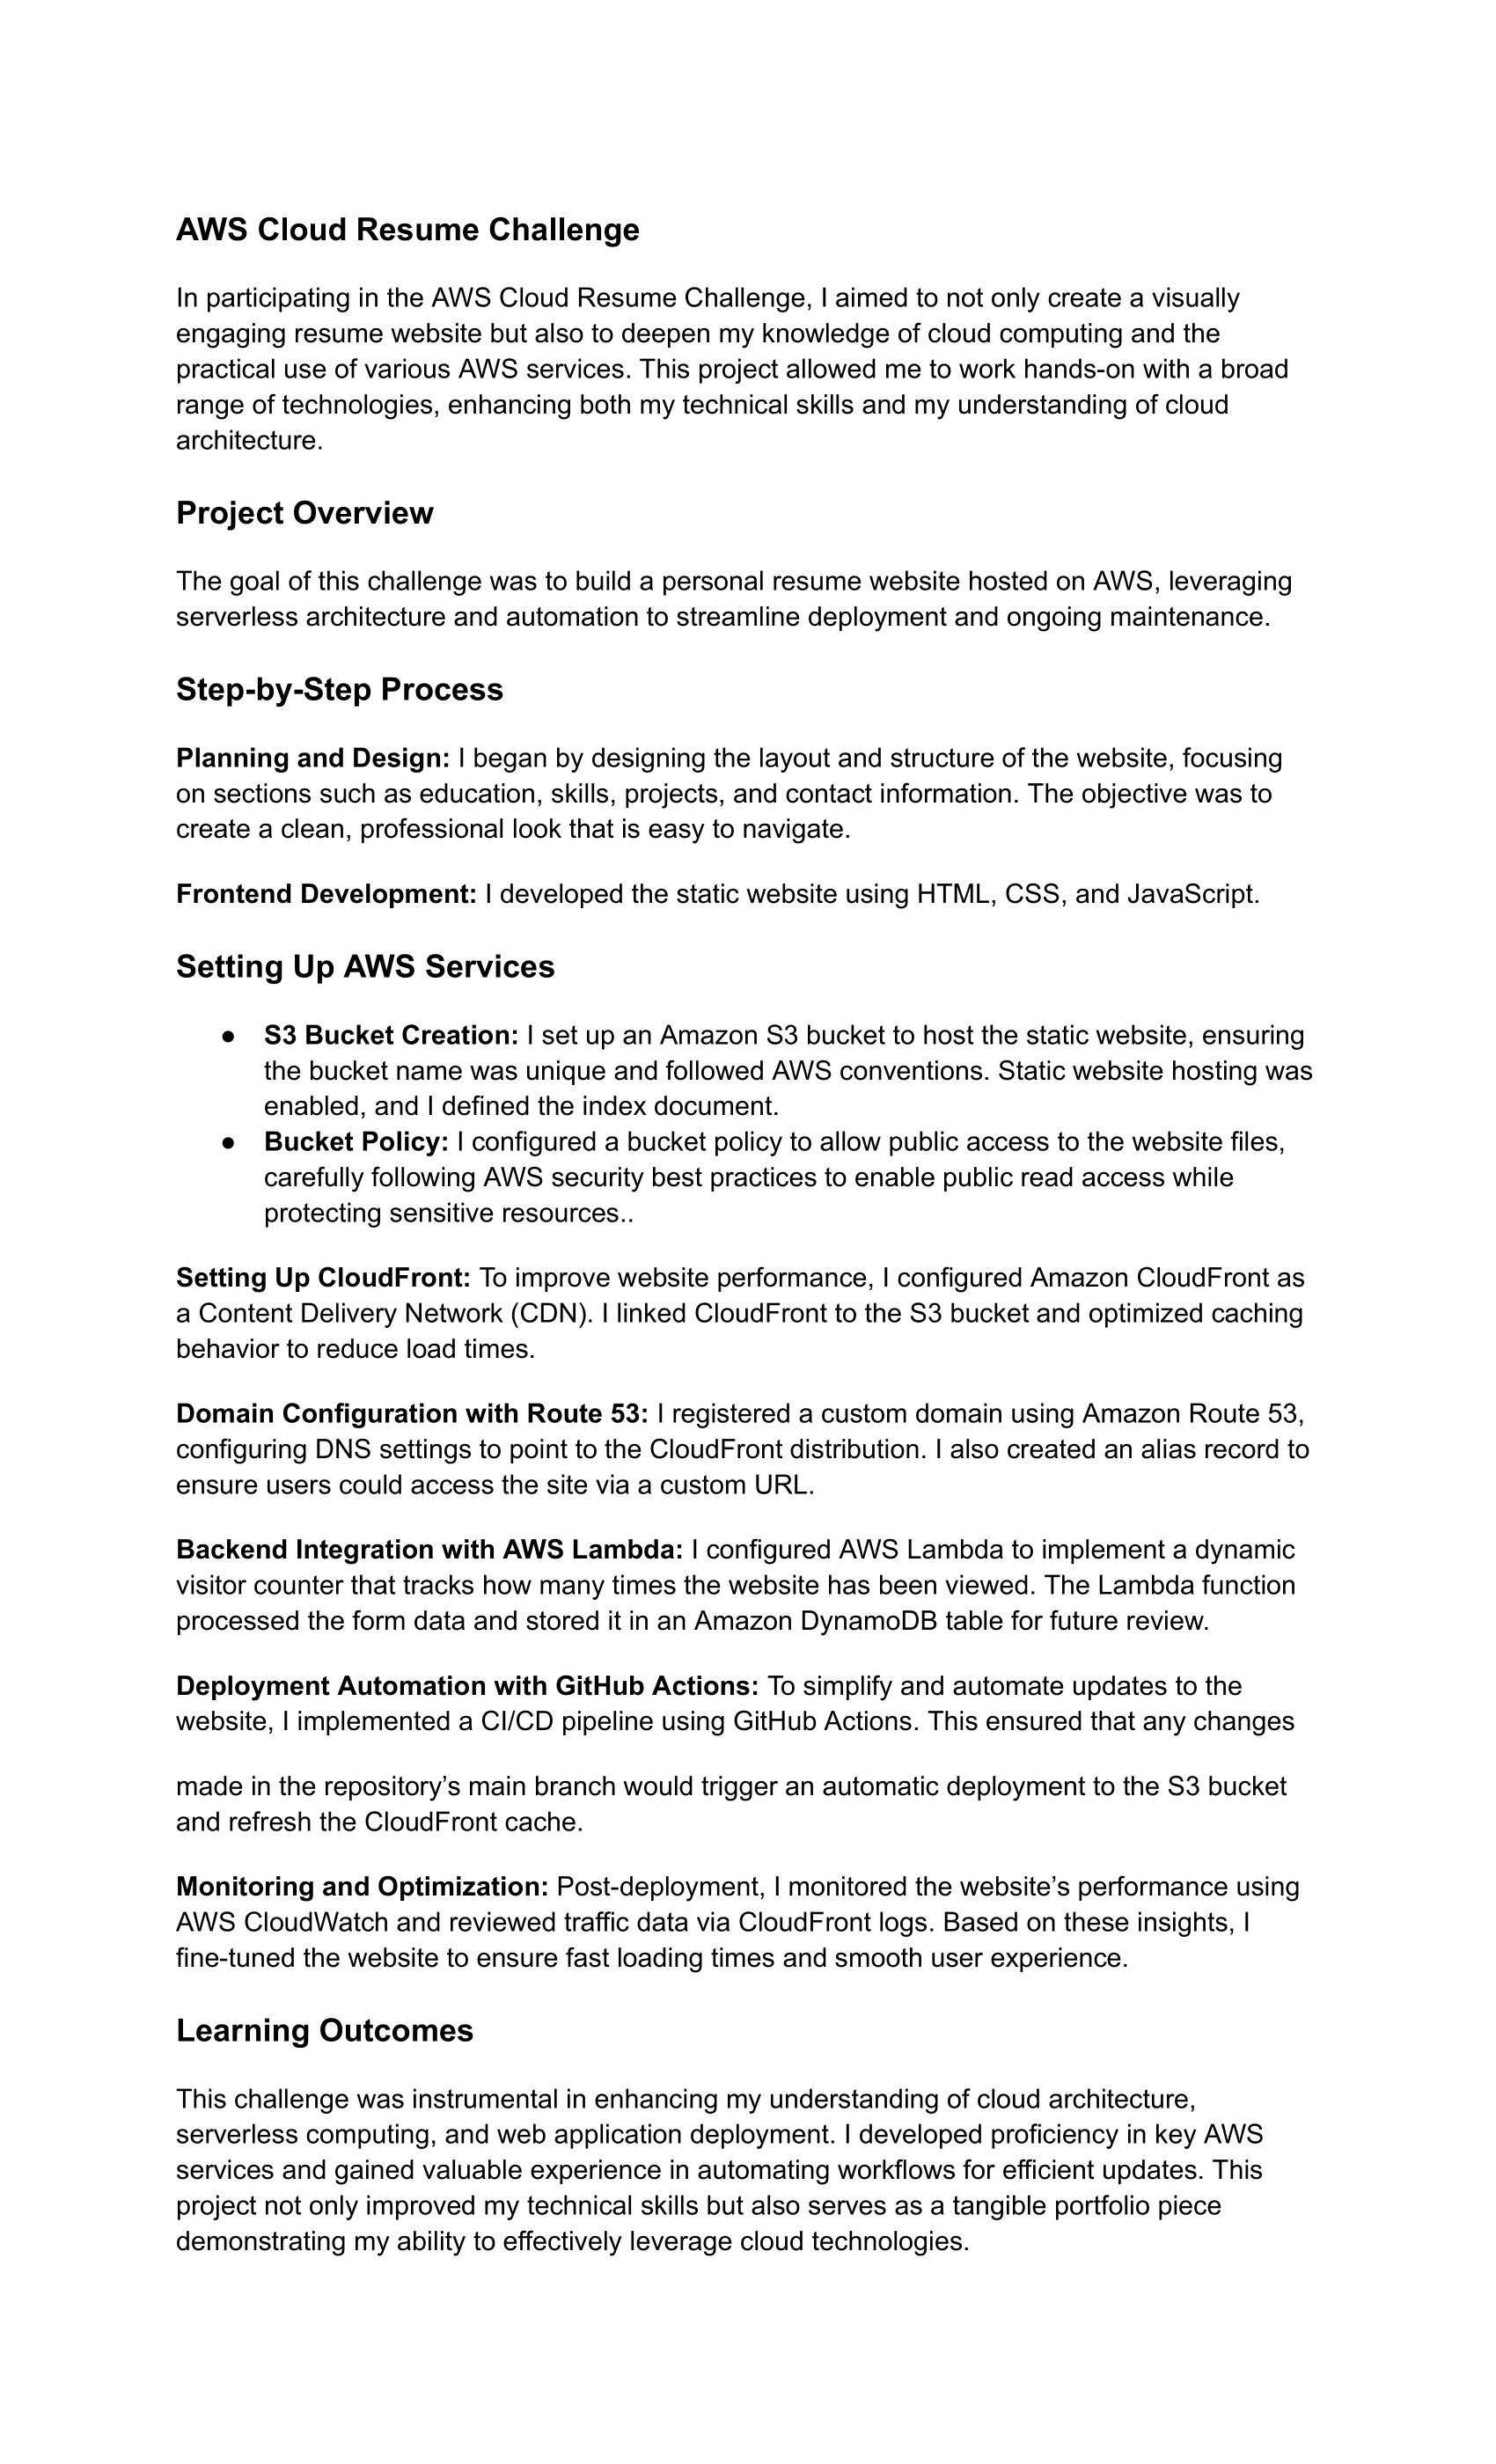 AWS Cloud Resume Challenge
In participating in the AWS Cloud Resume Challenge, I aimed to not only create a visually
engaging resume website but also to deepen my knowledge of cloud computing and the
practical use of various AWS services. This project allowed me to work hands-on with a broad
range of technologies, enhancing both my technical skills and my understanding of cloud
architecture.
Project Overview
The goal of this challenge was to build a personal resume website hosted on AWS, leveraging
serverless architecture and automation to streamline deployment and ongoing maintenance.
Step-by-Step Process
Planning and Design: I began by designing the layout and structure of the website, focusing
on sections such as education, skills, projects, and contact information. The objective was to
create a clean, professional look that is easy to navigate.
Frontend Development: I developed the static website using HTML, CSS, and JavaScript.
Setting Up AWS Services
● S3 Bucket Creation: I set up an Amazon S3 bucket to host the static website, ensuring
the bucket name was unique and followed AWS conventions. Static website hosting was
enabled, and I defined the index document.
● Bucket Policy: I configured a bucket policy to allow public access to the website files,
carefully following AWS security best practices to enable public read access while
protecting sensitive resources..
Setting Up CloudFront: To improve website performance, I configured Amazon CloudFront as
a Content Delivery Network (CDN). I linked CloudFront to the S3 bucket and optimized caching
behavior to reduce load times.
Domain Configuration with Route 53: I registered a custom domain using Amazon Route 53,
configuring DNS settings to point to the CloudFront distribution. I also created an alias record to
ensure users could access the site via a custom URL.
Backend Integration with AWS Lambda: I configured AWS Lambda to implement a dynamic
visitor counter that tracks how many times the website has been viewed. The Lambda function
processed the form data and stored it in an Amazon DynamoDB table for future review.
Deployment Automation with GitHub Actions: To simplify and automate updates to the
website, I implemented a CI/CD pipeline using GitHub Actions. This ensured that any changes
made in the repository’s main branch would trigger an automatic deployment to the S3 bucket
and refresh the CloudFront cache.
Monitoring and Optimization: Post-deployment, I monitored the website’s performance using
AWS CloudWatch and reviewed traffic data via CloudFront logs. Based on these insights, I
fine-tuned the website to ensure fast loading times and smooth user experience.
Learning Outcomes
This challenge was instrumental in enhancing my understanding of cloud architecture,
serverless computing, and web application deployment. I developed proficiency in key AWS
services and gained valuable experience in automating workflows for efficient updates. This
project not only improved my technical skills but also serves as a tangible portfolio piece
demonstrating my ability to effectively leverage cloud technologies.